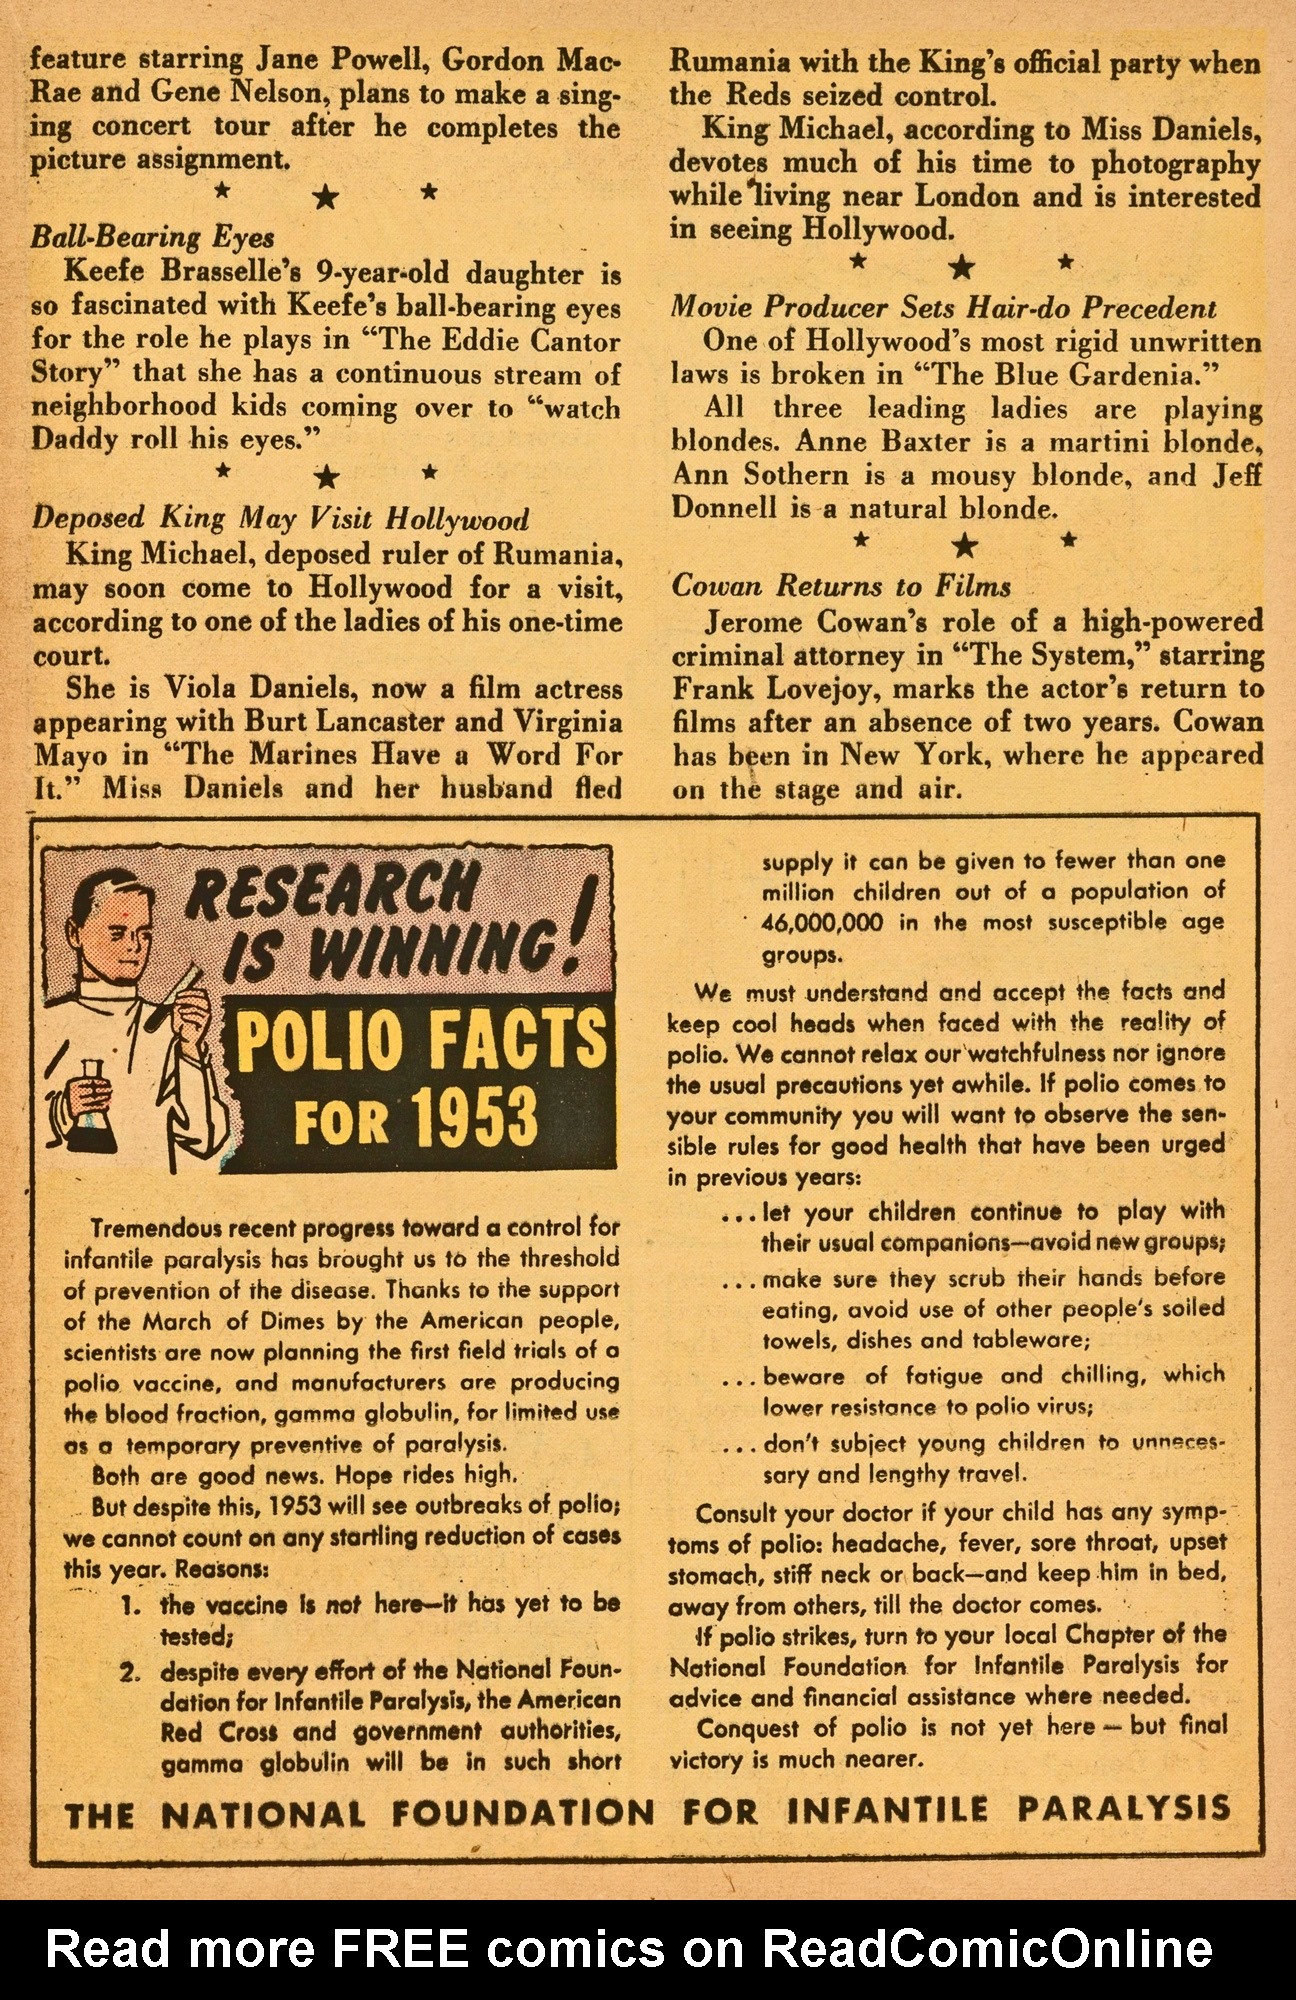 feature starring Jane Powell, Gordon Mac-
Rae and Gene Nelson, plans to make a sing-
ing concert tour after he completes the
picture assignment.
Ball-Bearing Eyes
Keefe Brasselle's 9-year-old daughter is
so fascinated with Keefe's ball-bearing eyes
for the role he plays in "The Eddie Cantor
Story" that she has a continuous stream of
neighborhood kids coming over to "watch
Daddy roll his eyes."
Deposed King May Visit Hollywood
King Michael, deposed ruler of Rumania,
may soon come to Hollywood for a visit,
according to one of the ladies of his one-time
court.
She is Viola Daniels, now a film actress
appearing with Burt Lancaster and Virginia
Mayo in "The Marines Have a Word For
It." Miss Daniels and her husband fled
Rumania with the King's official party when
the Reds seized control.
King Michael, according to Miss Daniels,
devotes much of his time to photography
while living near London and is interested
in seeing Hollywood.
Movie Producer Sets Hair-do Precedent
One of Hollywood's most rigid unwritten
laws is broken in "The Blue Gardenia."
All three leading ladies are playing
blondes. Anne Baxter is a martini blonde,
Ann Sothern is a mousy blonde, and Jeff
Donnell is a natural blonde.
Cowan Returns to Films
Jerome Cowan's role of a high-powered
criminal attorney in "The System," starring
Frank Lovejoy, marks the actor's return to
films after an absence of two years. Cowan
has been in New York, where he appeared
on the stage and air.
RESEARCH
IS WINNING!
POLIO FACTS
FOR 1953
Tremendous recent progress toward a control for
infantile paralysis has brought us to the threshold
of prevention of the disease. Thanks to the support
of the March of Dimes by the American people,
scientists are now planning the first field trials of a
polio vaccine, and manufacturers are producing
the blood fraction, gamma globulin, for limited use
as a temporary preventive of paralysis.
Both are good news. Hope rides high.
But despite this, 1953 will see outbreaks of polio;
we cannot count on any startling reduction of cases
this year. Reasons:
1. the vaccine is not here—it has yet to be
tested;
2. despite every effort of the National Foun-
dation for Infantile Paralysis, the American
Red Cross and government authorities,
gamma globulin will be in such short
supply it can be given to fewer than one
million children out of a population of
46,000,000 in the most susceptible age
groups.
We must understand and accept the facts and
keep cool heads when faced with the reality of
polio. We cannot relax our watchfulness nor ignore
the usual precautions yet awhile. If polio comes to
your community you will want to observe the sen-
sible rules for good health that have been urged
in previous years:
...let your children continue to play with
their usual companions—avoid new groups;
...make sure they scrub their hands before
eating, avoid use of other people's soiled
towels, dishes and tableware;
...beware of fatigue and chilling, which
lower resistance to polio virus;
...don't subject young children to unneces-
sary and lengthy travel.
Consult your doctor if your child has any symp-
toms of polio: headache, fever, sore throat, upset
stomach, stiff neck or back—and keep him in bed,
away from others, till the doctor comes.
If polio strikes, turn to your local Chapter of the
National Foundation for Infantile Paralysis for
advice and financial assistance where needed.
Conquest of polio is not yet here — but final
victory is much nearer.
THE NATIONAL FOUNDATION FOR INFANTILE PARALYSIS
Read more FREE comics on ReadComicOnline